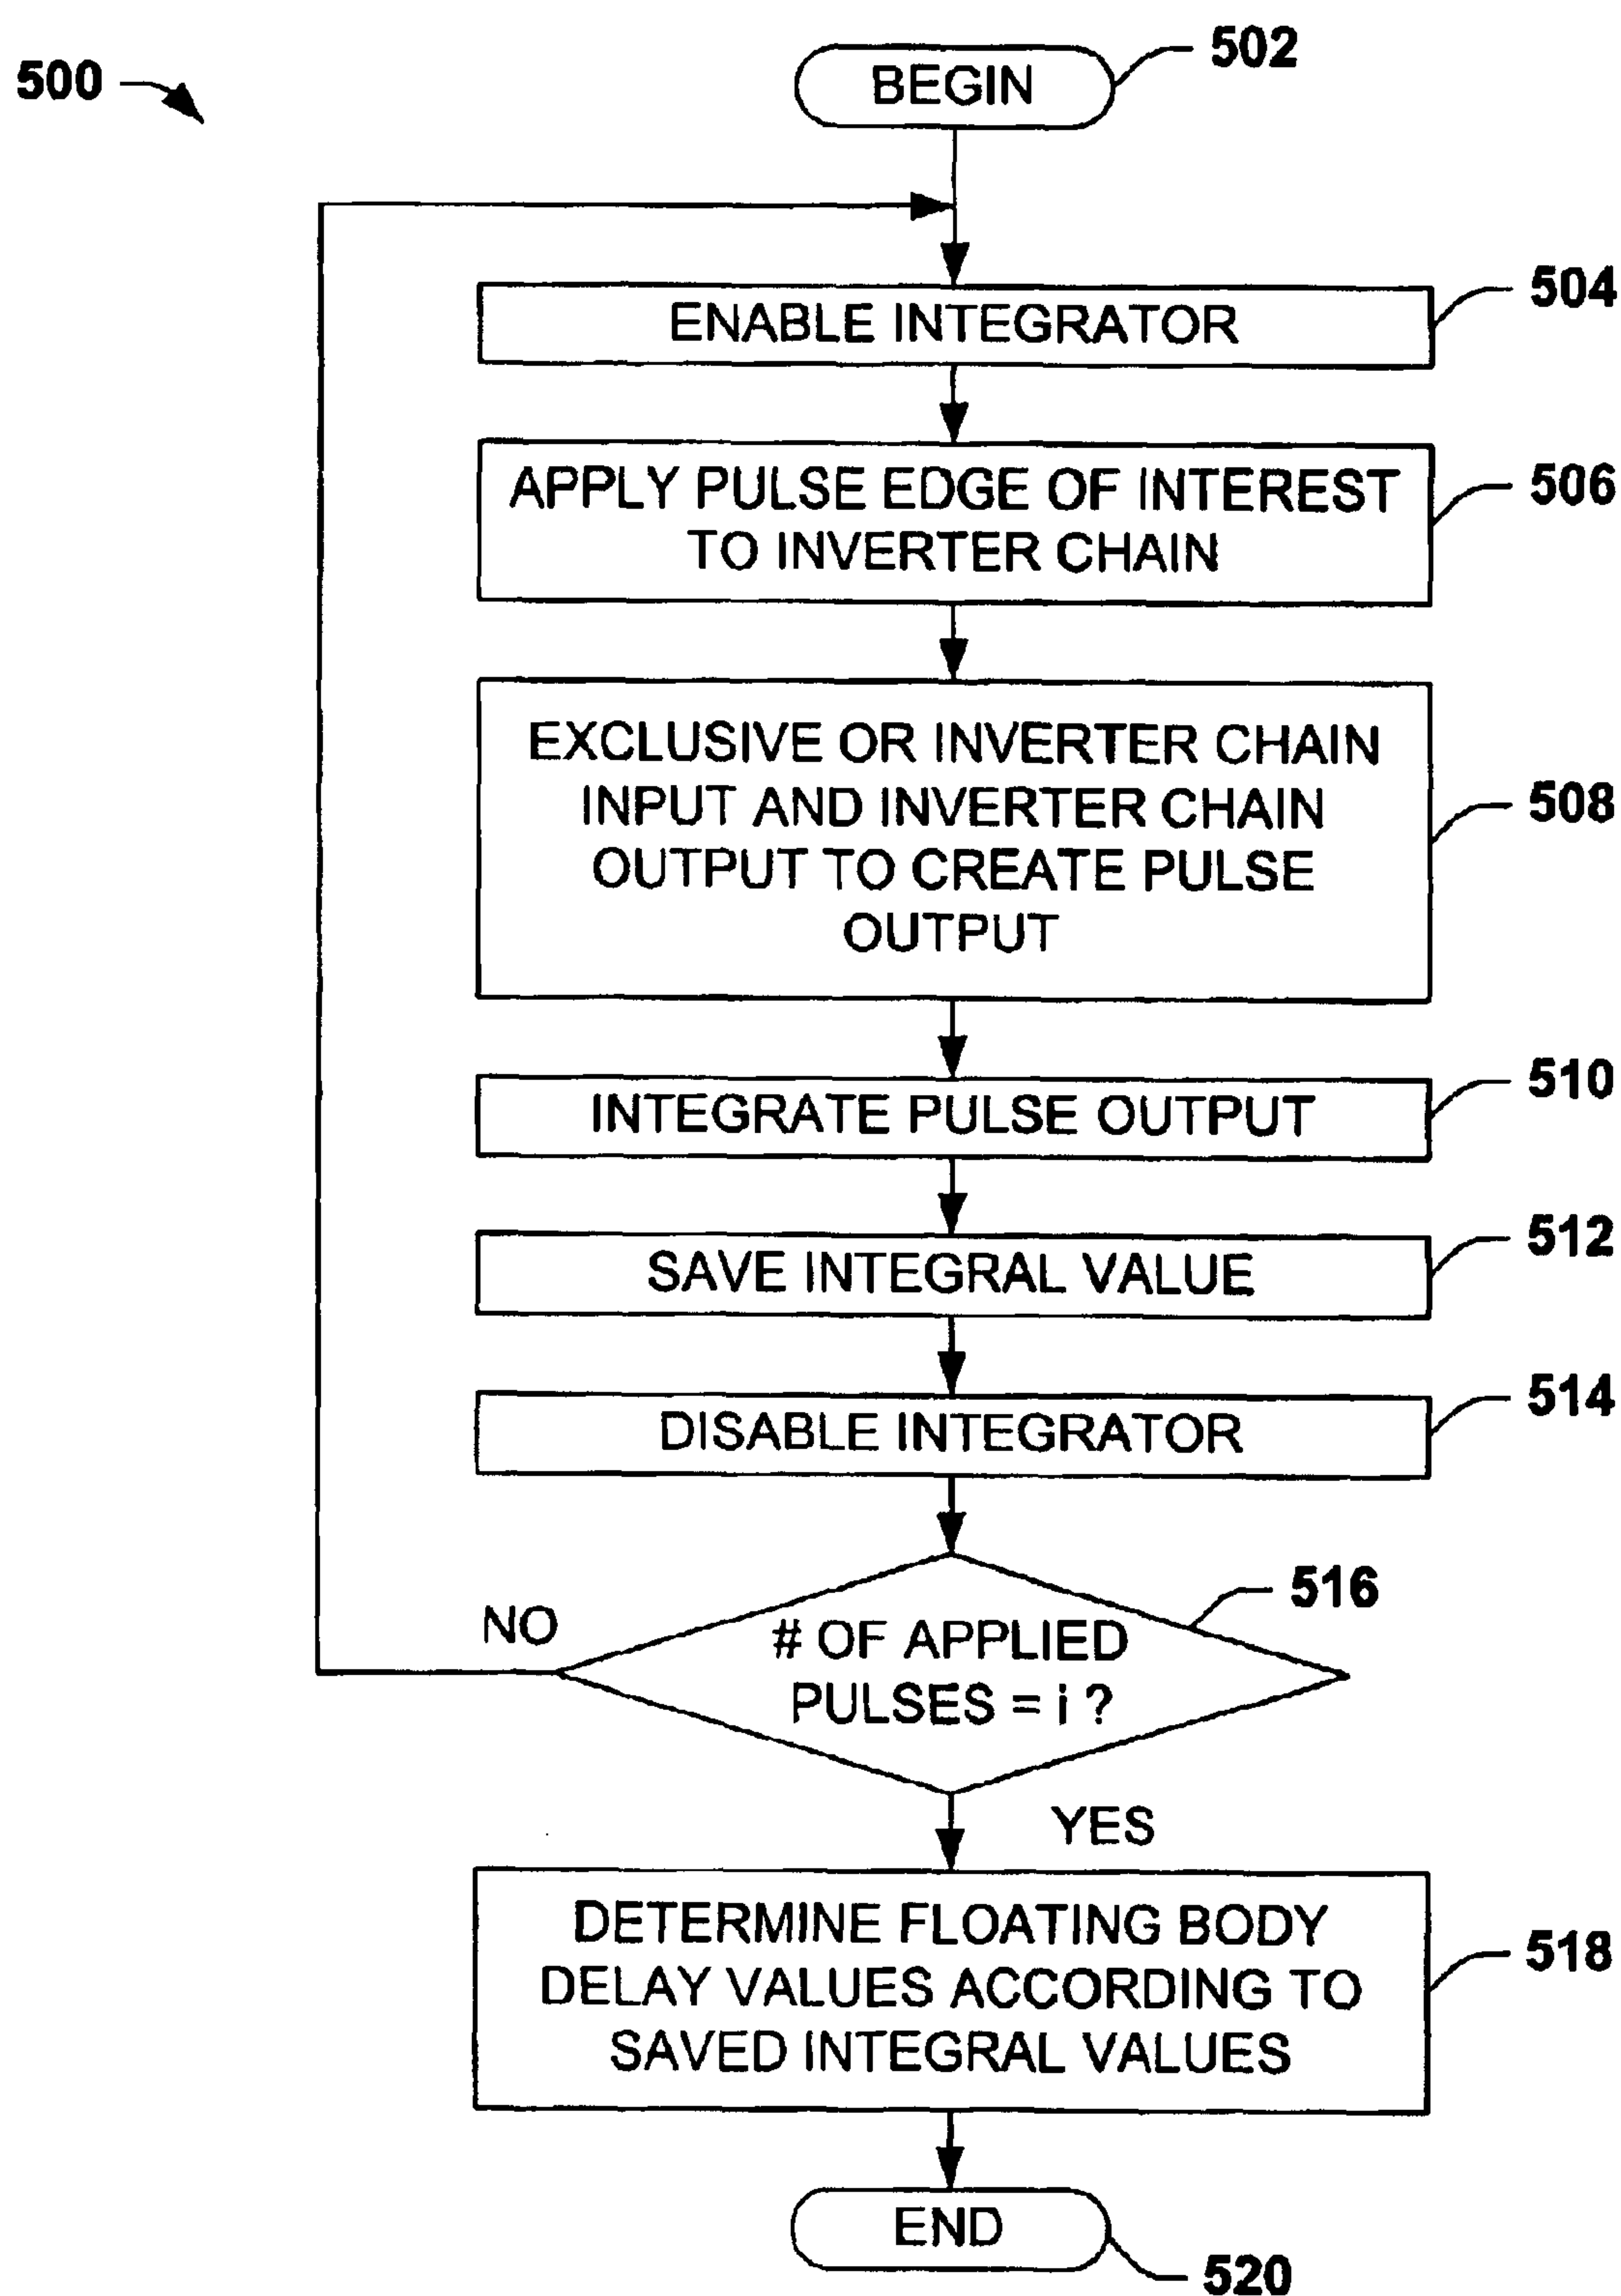 500
BEGIN
502
ENABLE INTEGRATOR
504
APPLY PULSE EDGE OF INTEREST
TO INVERTER CHAIN
506
EXCLUSIVE OR INVERTER CHAIN
INPUT AND INVERTER CHAIN
OUTPUT TO CREATE PULSE
OUTPUT
508
INTEGRATE PULSE OUTPUT
510
SAVE INTEGRAL VALUE
512
DISABLE INTEGRATOR
514
# OF APPLIED
PULSES = i ?
516
NO
YES
DETERMINE FLOATING BODY
DELAY VALUES ACCORDING TO
SAVED INTEGRAL VALUES
518
END
520